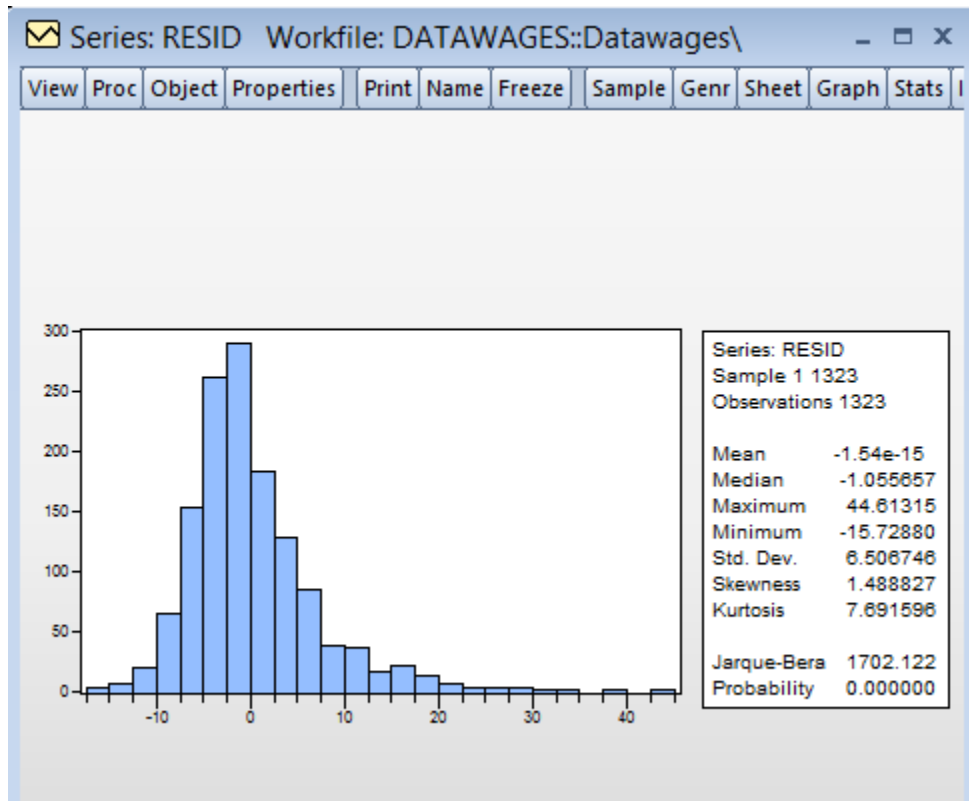 Series: RESID Workfile: DATAWAGES::Datawages\
View Proc Object Properties Print Name Freeze Sample Genr Sheet Graph Stats
300
250
200
150
100
50
0
-10 0 10 20 30 40
Series: RESID
Sample 1 1323
Observations 1323
Mean -1.54e-15
Median -1.055657
Maximum 44.61315
Minimum -15.72880
Std. Dev. 6.506746
Skewness 1.488827
Kurtosis 7.691596
Jarque-Bera 1702.122
Probability 0.000000